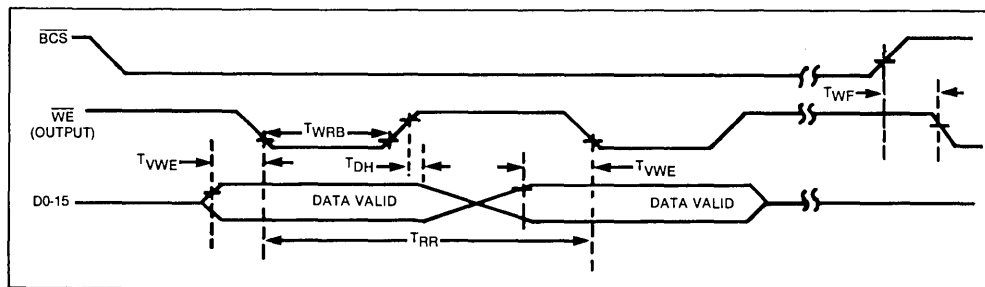 BCS
TWF
WE
(OUTPUT)
TWRB
TVWE
TDH
TVWE
D0-15
DATA VALID
DATA VALID
TRR